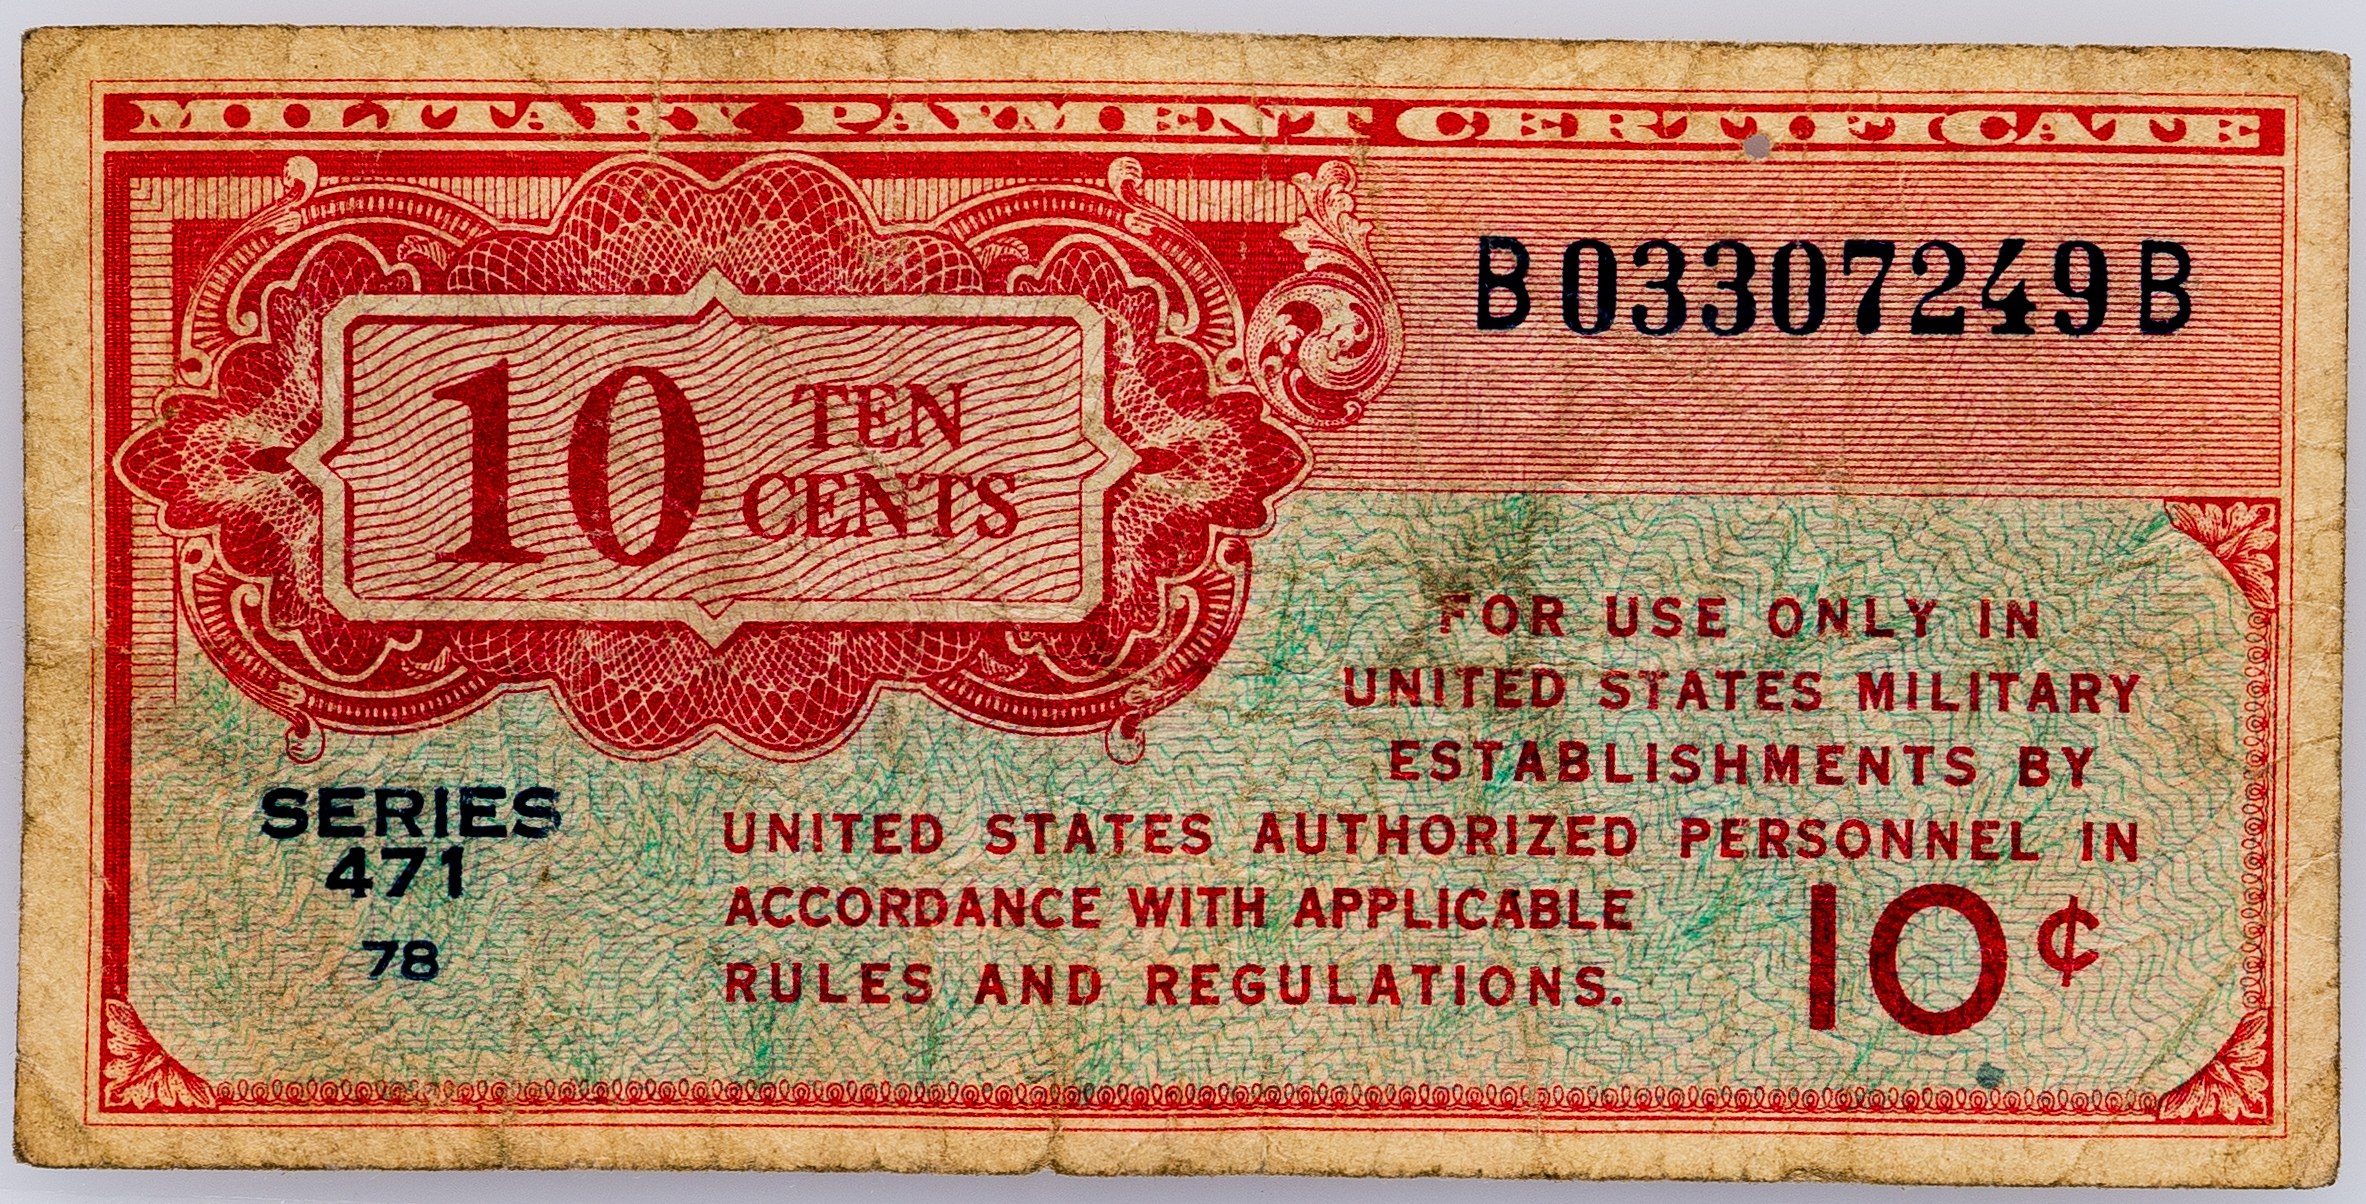 MILITARY PAYMENT CERTIFICATE
B03307249B
10 TEN
CENTS
FOR USE ONLY IN
UNITED STATES MILITARY
ESTABLISHMENTS BY
UNITED STATES AUTHORIZED PERSONNEL IN
ACCORDANCE WITH APPLICABLE
RULES AND REGULATIONS.
SERIES
471
78
10¢